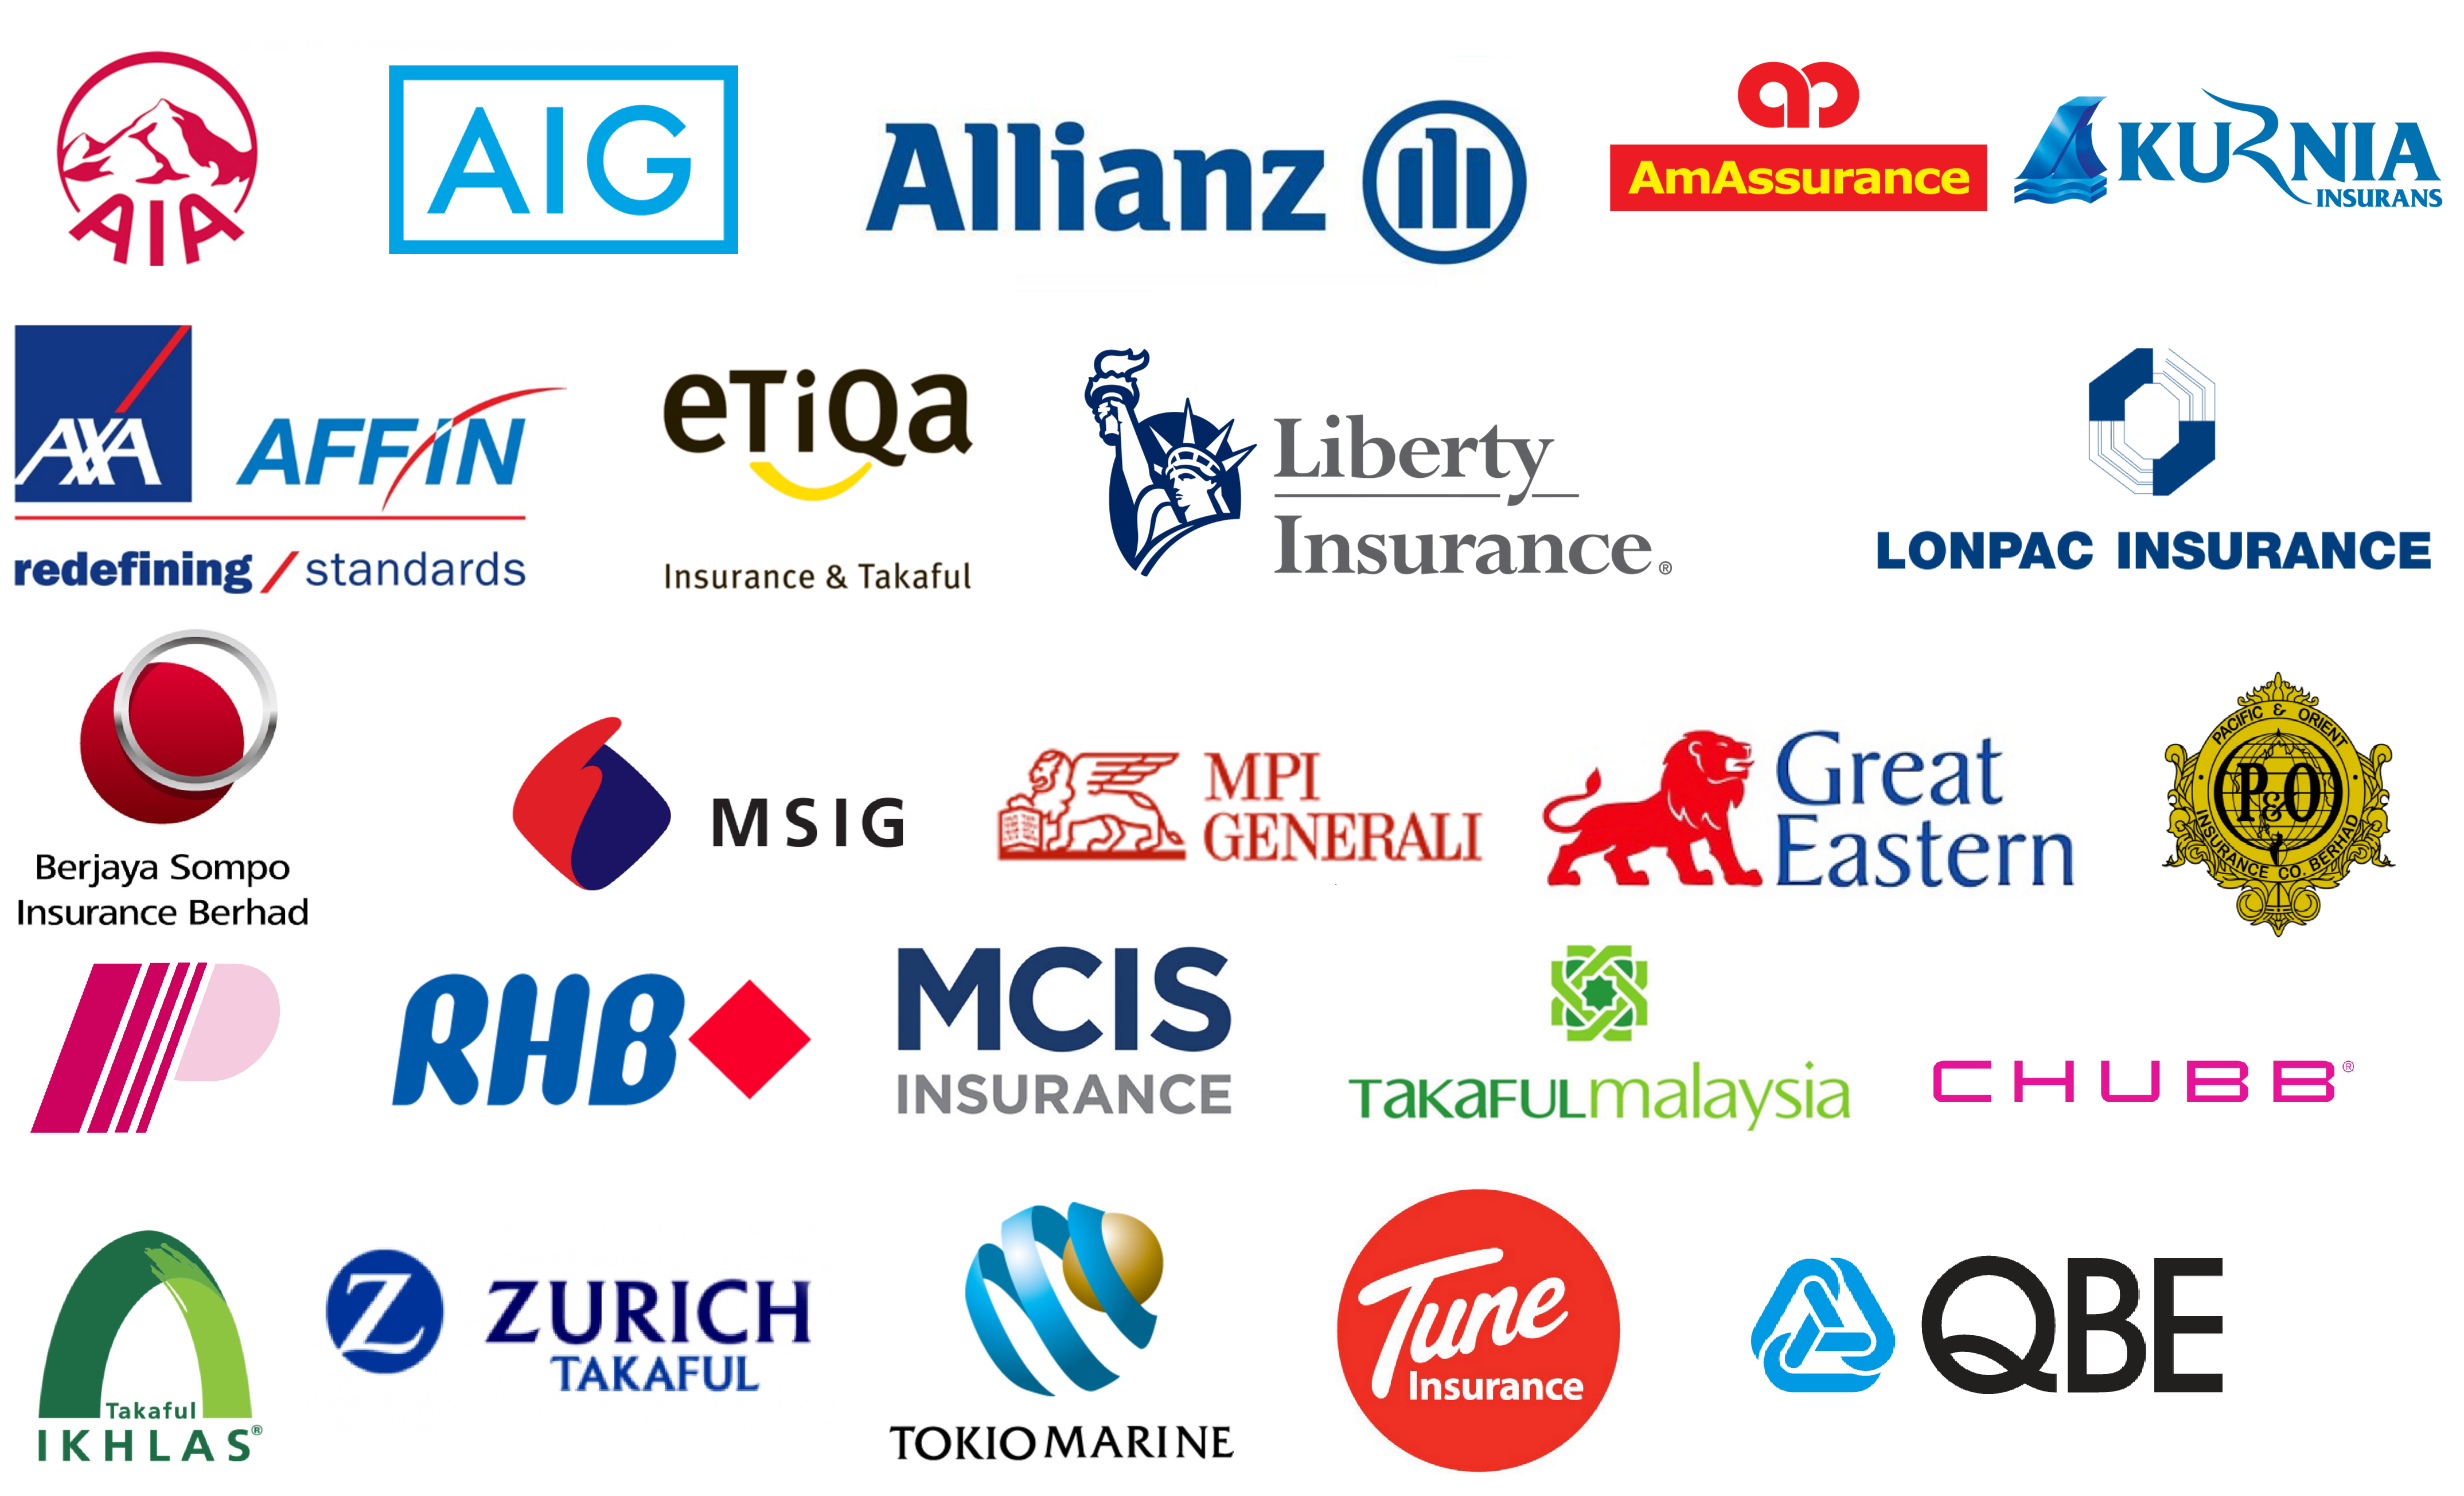 AIA
AIG
Allianz
AmAssurance
KURNIA
INSURANS
AXA
AFFIN
redefining / standards
eTiQa
Insurance & Takaful
Liberty
Insurance®
LONPAC INSURANCE
Berjaya Sompo
Insurance Berhad
MSIG
MPI
GENERALI
Great
Eastern
PACIFIC & ORIENT
P&O
INSURANCE CO. BERHAD
P
RHB
MCIS
INSURANCE
TaKaFULmalaysia
CHUBB®
Takaful
IKHLAS®
Z
ZURICH
TAKAFUL
TOKIO MARINE
Tune
Insurance
QBE